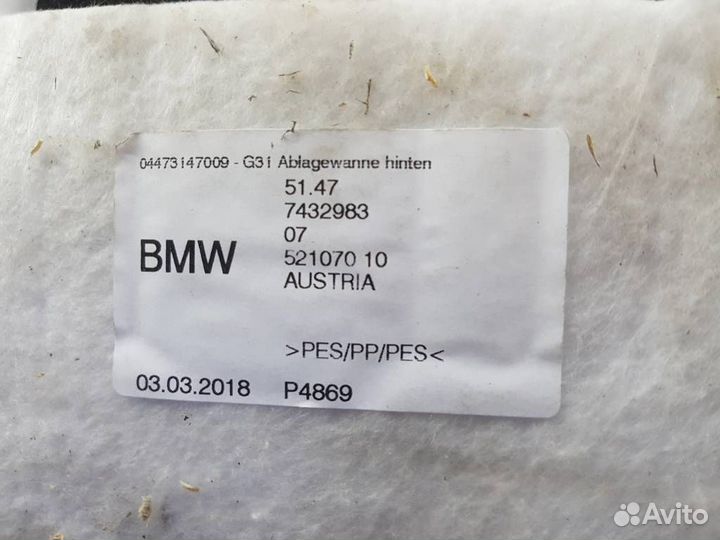 04473147009 - G31 Ablagewanne hinten
51.47
7432983
07
BMW
521070 10
AUSTRIA
>PES/PP/PES<
03.03.2018 P4869
Avito